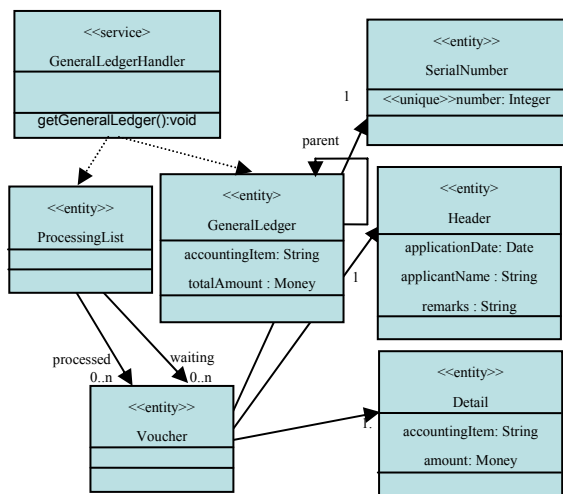 <<service>
GeneralLedgerHandler
getGeneralLedger():void
<<entity>>
SerialNumber
<<unique>>number: Integer
1
parent
<<entity>>
ProcessingList
<<entity>
GeneralLedger
accountingItem: String
totalAmount : Money
<<entity>
Header
applicationDate: Date
applicantName : String
remarks : String
1
processed
0..n
waiting
0..n
<<entity>>
Voucher
1.
<<entity>>
Detail
accountingItem: String
amount: Money